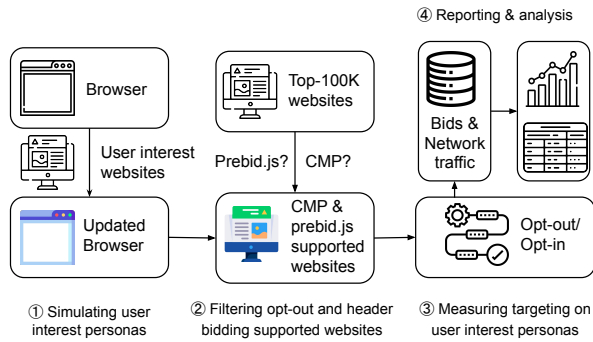 ④ Reporting & analysis
Browser
Top-100K
websites
Bids &
Network
traffic
User interest
websites
Prebid.js?
CMP?
Updated
Browser
CMP &
prebid.js
supported
websites
Opt-out/
Opt-in
① Simulating user
interest personas
② Filtering opt-out and header
bidding supported websites
③ Measuring targeting on
user interest personas